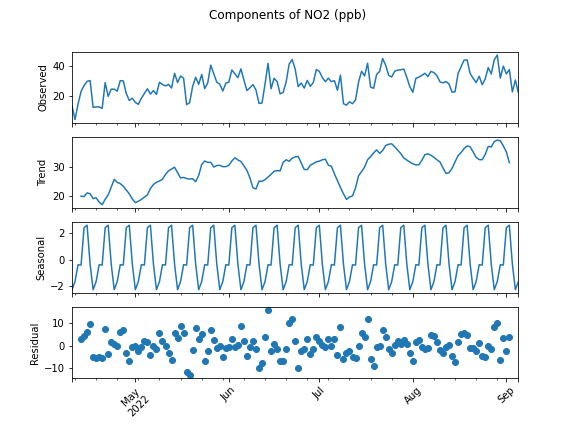 Components of NO2 (ppb)
Observed
40
20
Trend
30
20
Seasonal
2
0
−2
Residual
10
0
−10
May
2022
Jun
Jul
Aug
Sep